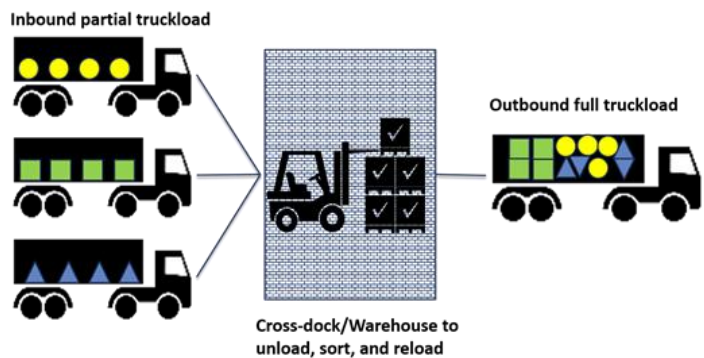 Inbound partial truckload
Outbound full truckload
Cross-dock/Warehouse to
unload, sort, and reload